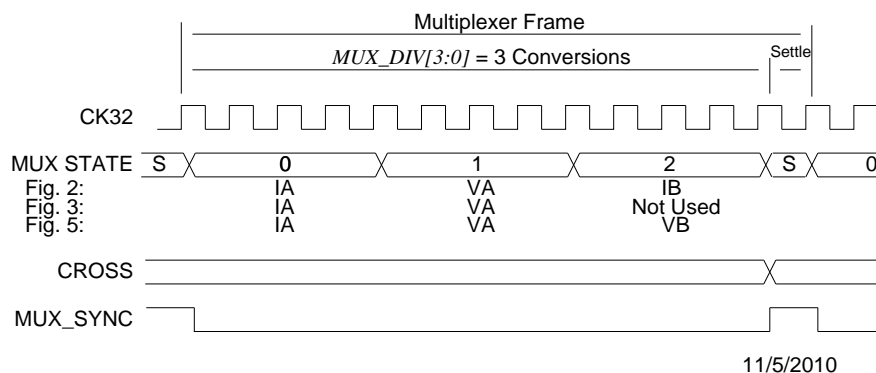 Multiplexer Frame
MUX_DIV[3:0] = 3 Conversions Settle
CK32
MUX STATE S 0 1 2 S 0
Fig. 2: IA VA IB
Fig. 3: IA VA Not Used
Fig. 5: IA VA VB
CROSS
MUX_SYNC
11/5/2010